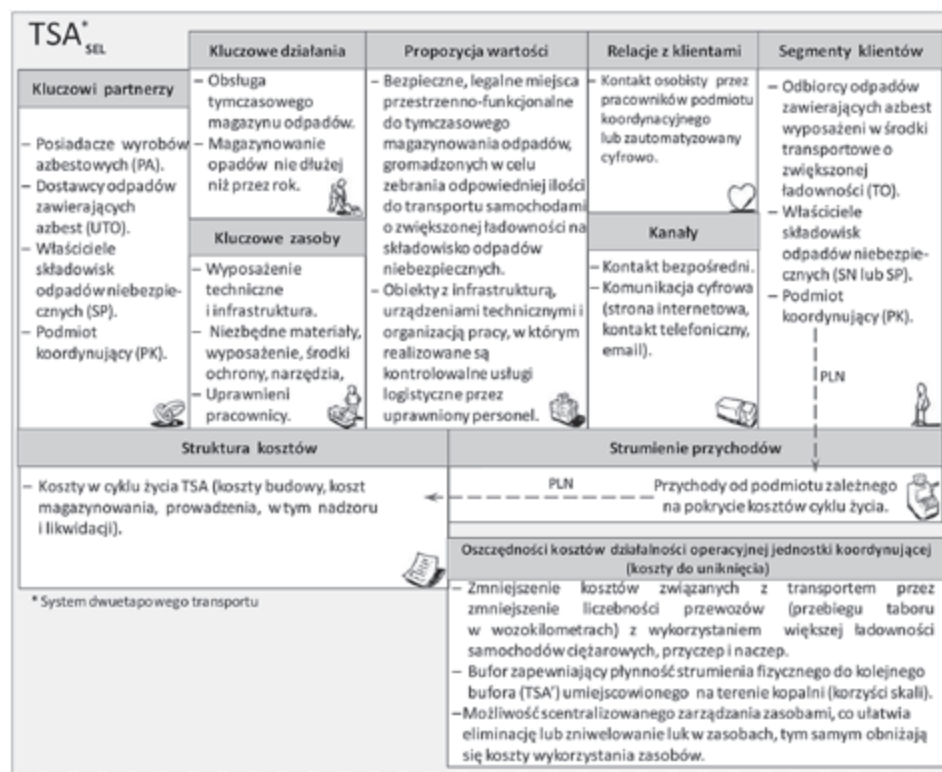 TSA*
SEL
Kluczowi partnerzy
– Posiadacze wyrobów
azbestowych (PA).
– Dostawcy odpadów
zawierających
azbest (UTO).
– Właściciele
składowisk
odpadów niebezpie-
cznych (SP).
– Podmiot
koordynujący (PK).
Kluczowe działania
– Obsługa
tymczasowego
magazynu odpadów.
– Magazynowanie
opadów nie dłużej
niż przez rok.
Kluczowe zasoby
– Wyposażenie
techniczne
i infrastruktura.
– Niezbędne materiały,
wyposażenie, środki
ochrony, narzędzia,
– Uprawnieni
pracownicy.
Propozycja wartości
– Bezpieczne, legalne miejsca
przestrzenno-funkcjonalne
do tymczasowego
magazynowania odpadów,
gromadzonych w celu
zebrania odpowiedniej ilości
do transportu samochodami
o zwiększonej ładowności na
składowisko odpadów
niebezpiecznych.
– Obiekty z infrastrukturą,
urządzeniami technicznymi i
organizacją pracy, w którym
realizowane są
kontrolowalne usługi
logistyczne przez
uprawniony personel.
Relacje z klientami
– Kontakt osobisty przez
pracowników podmiotu
koordynacyjnego
lub zautomatyzowany
cyfrowo.
Kanały
– Kontakt bezpośredni.
– Komunikacja cyfrowa
(strona internetowa,
kontakt telefoniczny,
email).
Segmenty klientów
– Odbiorcy odpadów
zawierających azbest
wyposażeni w środki
transportowe o
zwiększonej
ładowności (TO).
– Właściciele
składowisk
odpadów niebezpie-
cznych (SN lub SP).
– Podmiot
koordynujący (PK).
PLN
Struktura kosztów
– Koszty w cyklu życia TSA (koszty budowy, koszt
magazynowania, prowadzenia, w tym nadzoru
i likwidacji).
Strumienie przychodów
PLN
Przychody od podmiotu zależnego
na pokrycie kosztów cyklu życia.
Oszczędności kosztów działalności operacyjnej jednostki koordynującej
(koszty do uniknięcia)
– Zmniejszenie kosztów związanych z transportem przez
zmniejszenie liczebności przewozów (przebiegu taboru
w wozokilometrach) z wykorzystaniem większej ładowności
samochodów ciężarowych, przyczep i naczep.
– Bufor zapewniający płynność strumienia fizycznego do kolejnego
bufora (TSA') umiejscowionego na terenie kopalni (korzyści skali).
–Możliwość scentralizowanego zarządzania zasobami, co ułatwia
eliminację lub zniwelowanie luk w zasobach, tym samym obniżają
się koszty wykorzystania zasobów.
* System dwuetapowego transportu